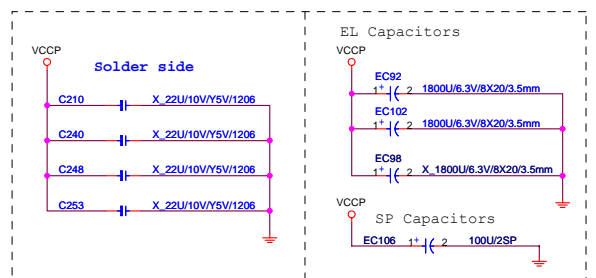 VCCP
Solder side
C210 X_22U/10V/Y5V/1206
C240 X_22U/10V/Y5V/1206
C248 X_22U/10V/Y5V/1206
C253 X_22U/10V/Y5V/1206
EL Capacitors
VCCP
EC92
1 + 2 1800U/6.3V/8X20/3.5mm
EC102
1 + 2 1800U/6.3V/8X20/3.5mm
EC98
1 + 2 X_1800U/6.3V/8X20/3.5mm
VCCP
SP Capacitors
EC106 1 + 2 100U/2SP